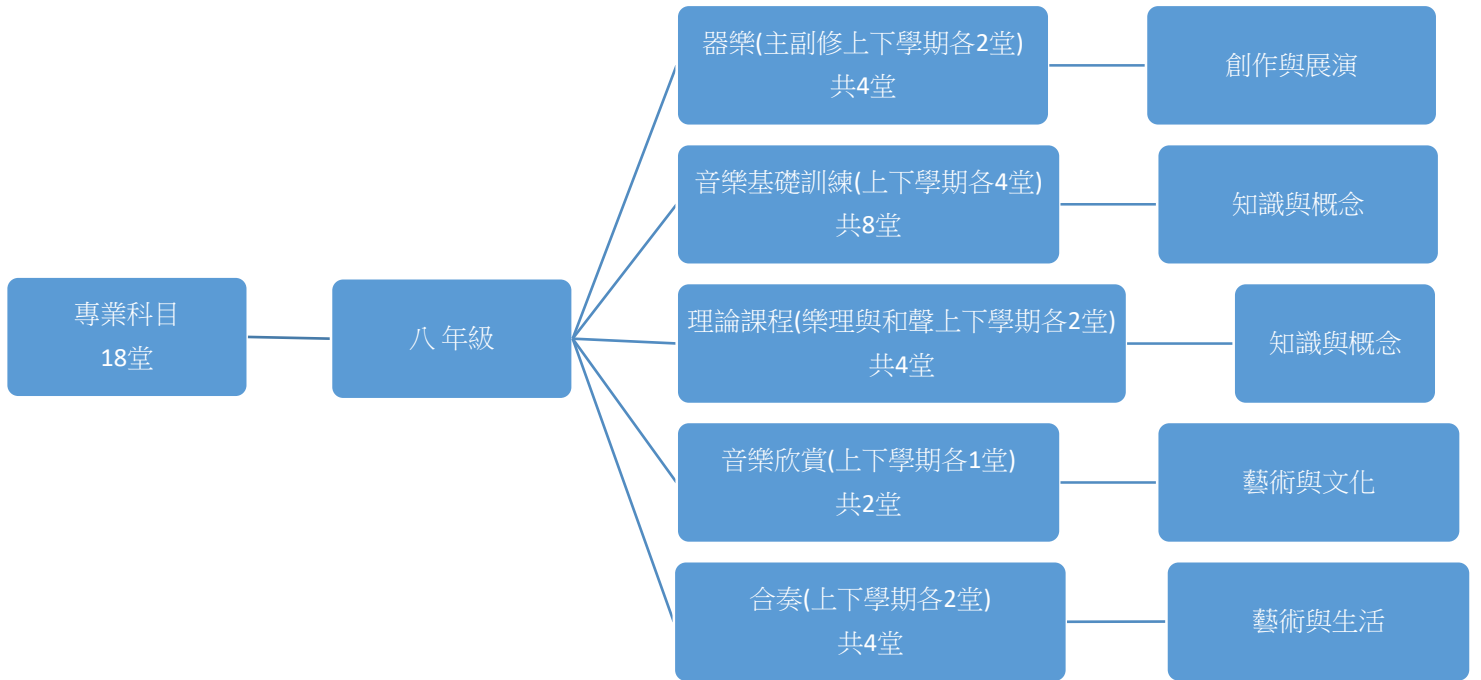 專業科目
18堂
八 年級
器樂(主副修上下學期各2堂)
共4堂
創作與展演
音樂基礎訓練(上下學期各4堂)
共8堂
知識與概念
理論課程(樂理與和聲上下學期各2堂)
共4堂
知識與概念
音樂欣賞(上下學期各1堂)
共2堂
藝術與文化
合奏(上下學期各2堂)
共4堂
藝術與生活